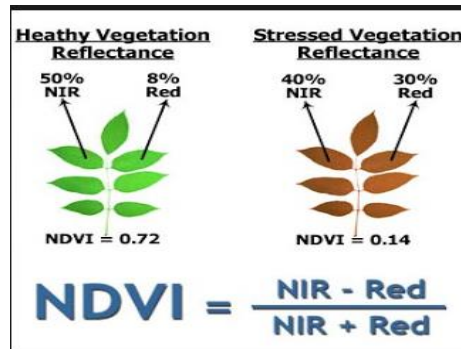 Heathy Vegetation
Reflectance
50%
NIR
8%
Red
NDVI = 0.72
Stressed Vegetation
Reflectance
40%
NIR
30%
Red
NDVI = 0.14
NDVI = NIR - Red
NIR + Red